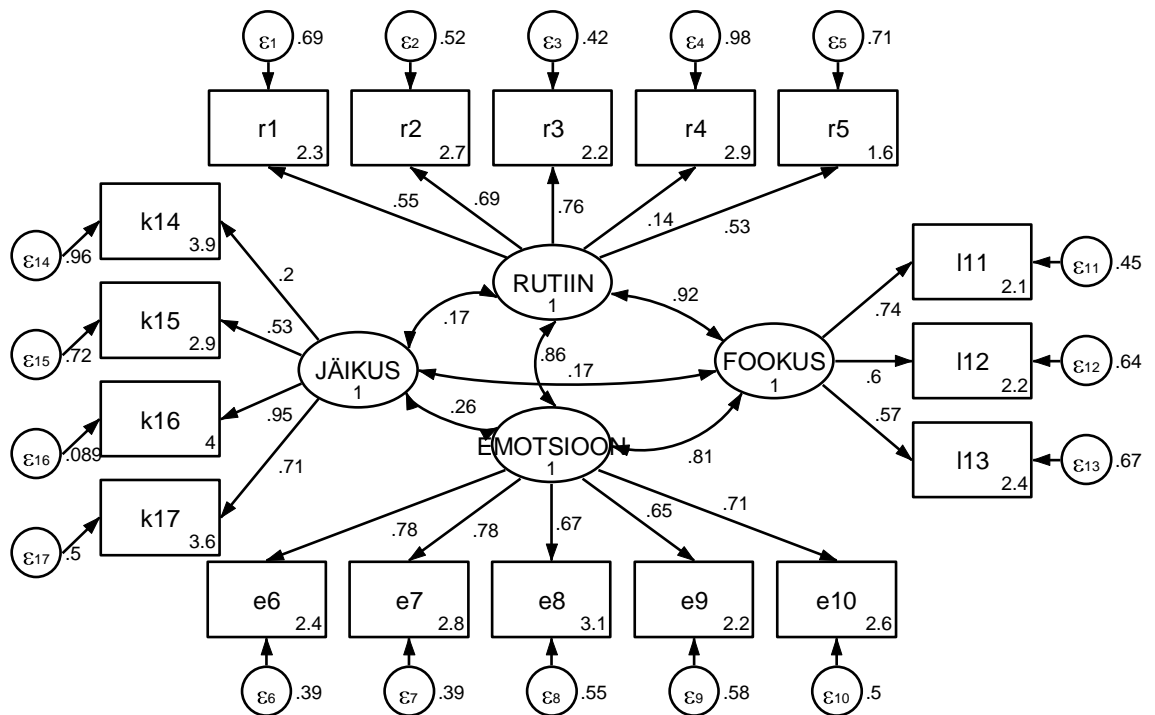 ε1 .69 ε2 .52 ε3 .42 ε4 .98 ε5 .71
r1 2.3 r2 2.7 r3 2.2 r4 2.9 r5 1.6
.55 .69 .76 .14 .53
k14 3.9
ε14 .96
.2
RUTIIN 1
l11 2.1
ε11 .45
.74
.92
k15 2.9
ε15 .72
.53
.17
.86
JÄIKUS 1
.17
FOOKUS 1
.6
l12 2.2
ε12 .64
k16 4
ε16 .089
.95
.26
EMOTSIOON 1
.81
.57
l13 2.4
ε13 .67
k17 3.6
ε17 .5
.71
.78 .78 .67 .65 .71
e6 2.4 e7 2.8 e8 3.1 e9 2.2 e10 2.6
ε6 .39 ε7 .39 ε8 .55 ε9 .58 ε10 .5